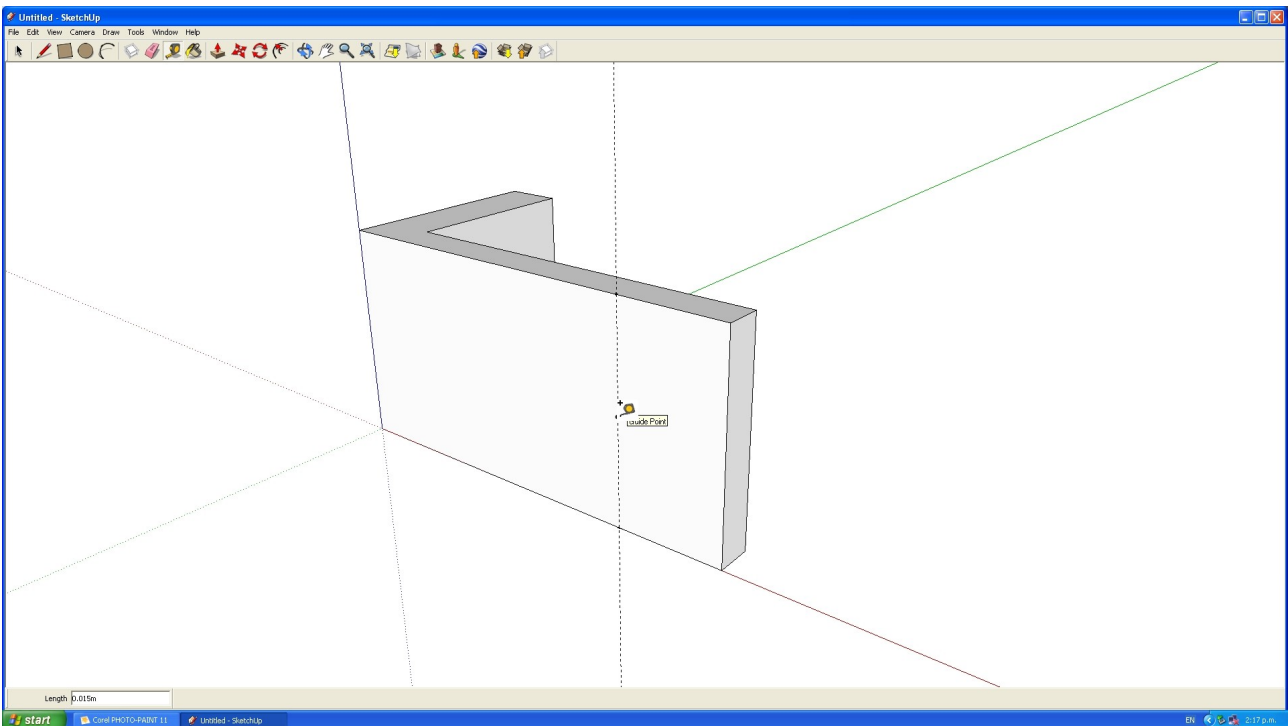 Untitled - SketchUp
File Edit View Camera Draw Tools Window Help
Guide Point
Length 0.015m
start Corel PHOTO-PAINT 11 Untitled - SketchUp EN 2:17 p.m.